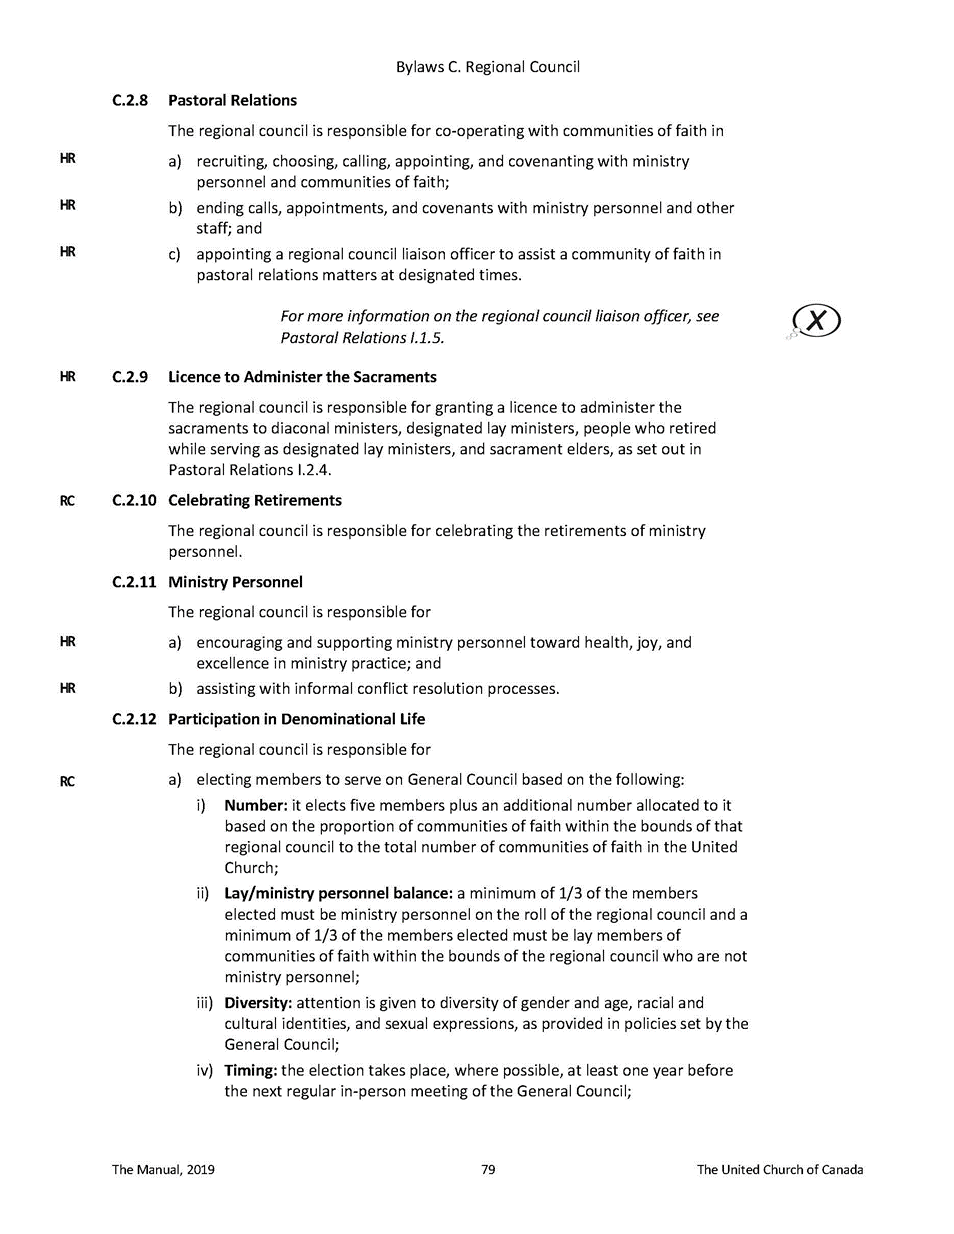 Bylaws C. Regional Council
C.2.8 Pastoral Relations
The regional council is responsible for co-operating with communities of faith in
HR a) recruiting, choosing, calling, appointing, and covenanting with ministry
personnel and communities of faith;
HR b) ending calls, appointments, and covenants with ministry personnel and other
staff; and
HR c) appointing a regional council liaison officer to assist a community of faith in
pastoral relations matters at designated times.
For more information on the regional council liaison officer, see
Pastoral Relations I.1.5.
X
HR C.2.9 Licence to Administer the Sacraments
The regional council is responsible for granting a licence to administer the
sacraments to diaconal ministers, designated lay ministers, people who retired
while serving as designated lay ministers, and sacrament elders, as set out in
Pastoral Relations I.2.4.
RC C.2.10 Celebrating Retirements
The regional council is responsible for celebrating the retirements of ministry
personnel.
C.2.11 Ministry Personnel
The regional council is responsible for
HR a) encouraging and supporting ministry personnel toward health, joy, and
excellence in ministry practice; and
HR b) assisting with informal conflict resolution processes.
C.2.12 Participation in Denominational Life
The regional council is responsible for
RC a) electing members to serve on General Council based on the following:
i) Number: it elects five members plus an additional number allocated to it
based on the proportion of communities of faith within the bounds of that
regional council to the total number of communities of faith in the United
Church;
ii) Lay/ministry personnel balance: a minimum of 1/3 of the members
elected must be ministry personnel on the roll of the regional council and a
minimum of 1/3 of the members elected must be lay members of
communities of faith within the bounds of the regional council who are not
ministry personnel;
iii) Diversity: attention is given to diversity of gender and age, racial and
cultural identities, and sexual expressions, as provided in policies set by the
General Council;
iv) Timing: the election takes place, where possible, at least one year before
the next regular in-person meeting of the General Council;
The Manual, 2019 79 The United Church of Canada